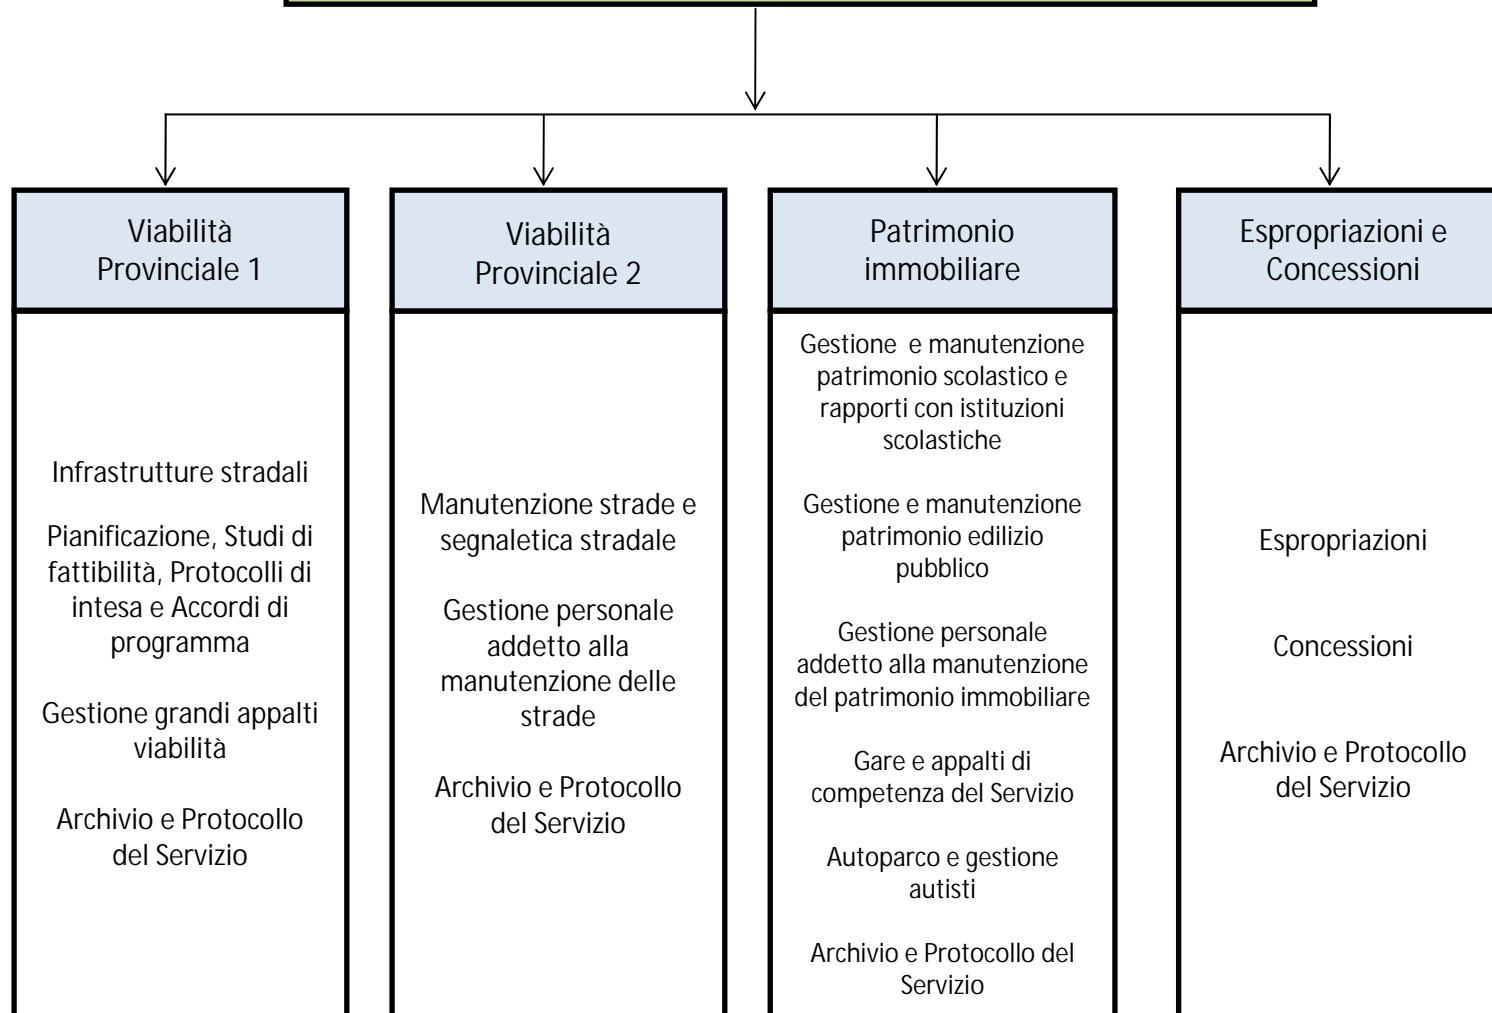 Viabilità
Provinciale 1
Infrastrutture stradali
Pianificazione, Studi di
fattibilità, Protocolli di
intesa e Accordi di
programma
Gestione grandi appalti
viabilità
Archivio e Protocollo
del Servizio
Viabilità
Provinciale 2
Manutenzione strade e
segnaletica stradale
Gestione personale
addetto alla
manutenzione delle
strade
Archivio e Protocollo
del Servizio
Patrimonio
immobiliare
Gestione  e manutenzione
patrimonio scolastico e
rapporti con istituzioni
scolastiche
Gestione e manutenzione
patrimonio edilizio
pubblico
Gestione personale
addetto alla manutenzione
del patrimonio immobiliare
Gare e appalti di
competenza del Servizio
Autoparco e gestione
autisti
Archivio e Protocollo del
Servizio
Espropriazioni e
Concessioni
Espropriazioni
Concessioni
Archivio e Protocollo
del Servizio